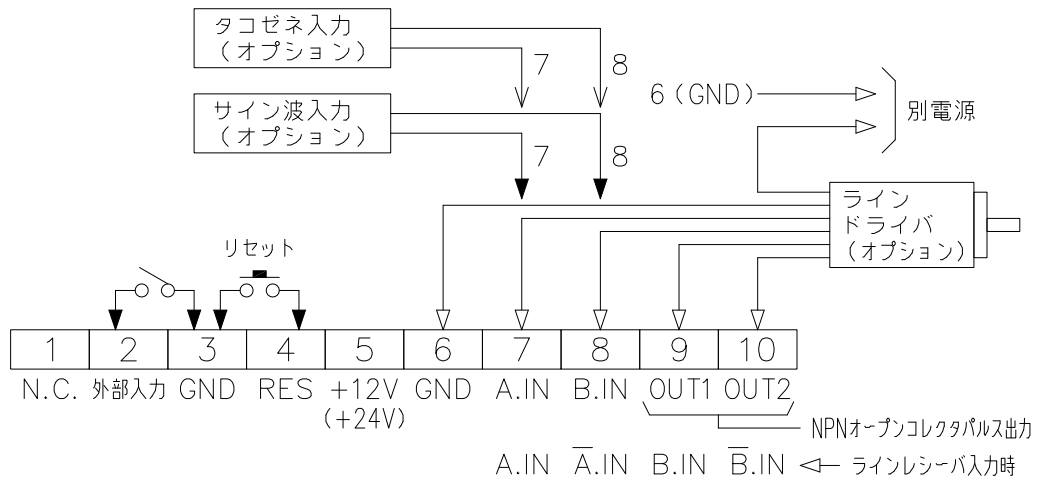 タコゼネ入力
(オプション)
7
8
6(GND)
別電源
サイン波入力
(オプション)
7
8
ライン
ドライバ
(オプション)
リセット
1 2 3 4 5 6 7 8 9 10
N.C. 外部入力 GND RES +12V GND A.IN B.IN OUT1 OUT2
(+24V)
NPNオープンコレクタパルス出力
A.IN A̅.IN B.IN B̅.IN ラインレシーバ入力時